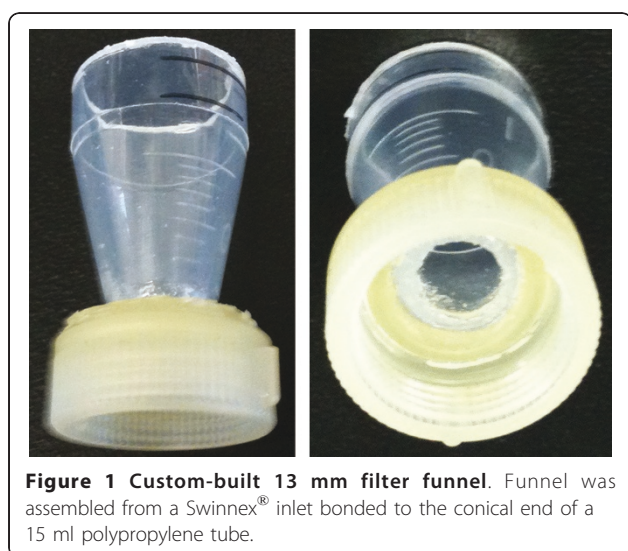 Figure 1 Custom-built 13 mm filter funnel. Funnel was
assembled from a Swinnex® inlet bonded to the conical end of a
15 ml polypropylene tube.